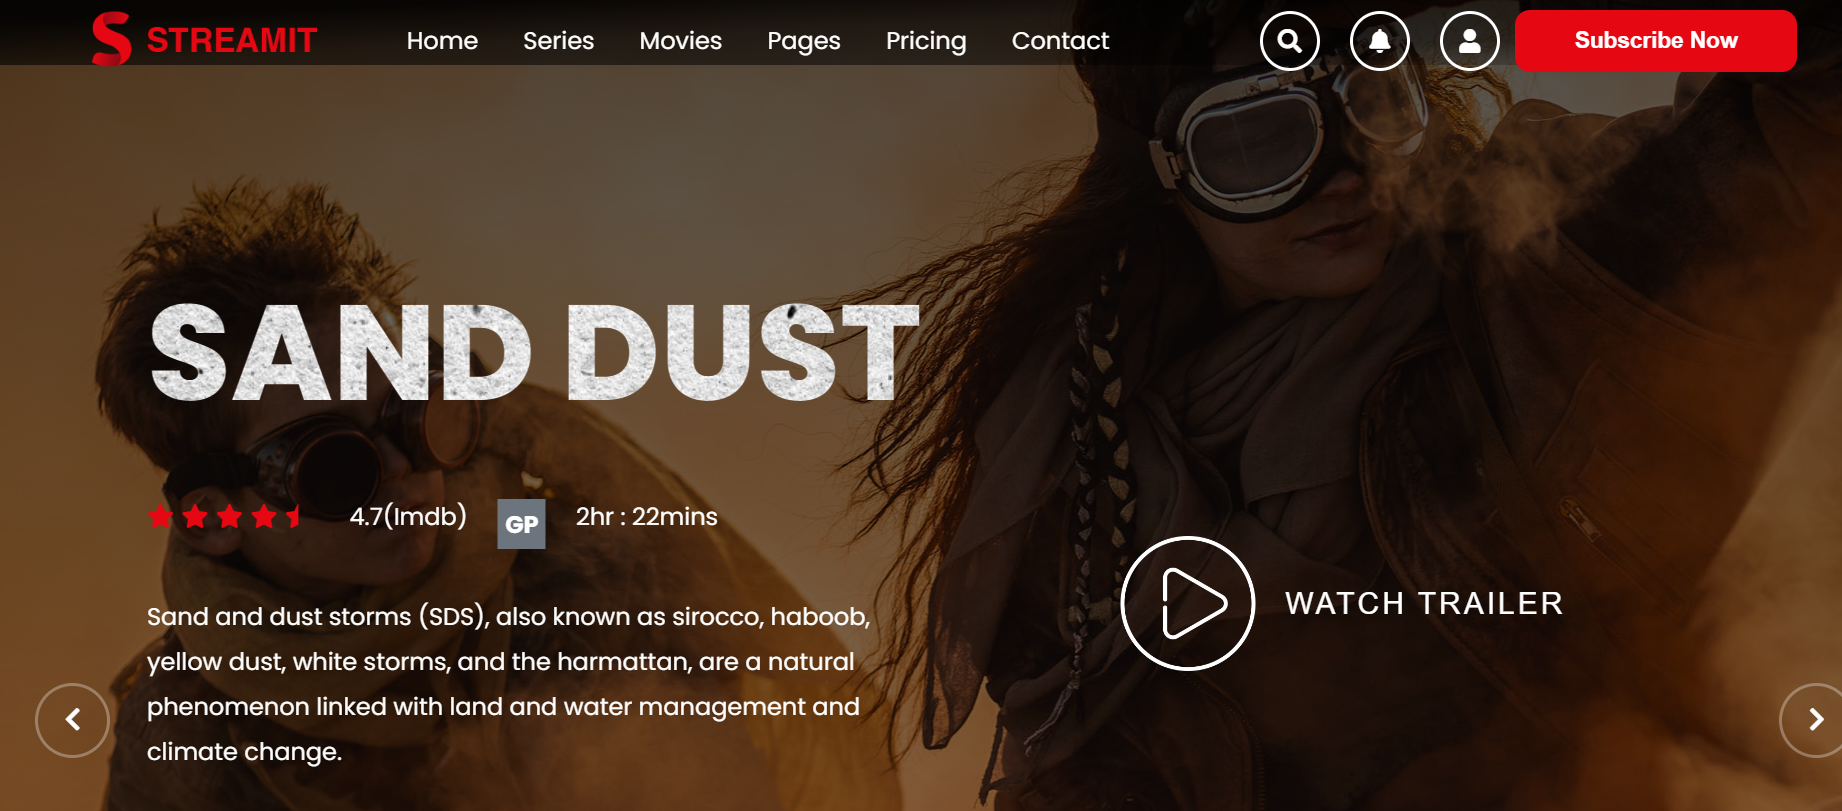 STREAMIT Home Series Movies Pages Pricing Contact Subscribe Now
SAND DUST
4.7(Imdb) GP 2hr : 22mins
Sand and dust storms (SDS), also known as sirocco, haboob,
yellow dust, white storms, and the harmattan, are a natural
phenomenon linked with land and water management and
climate change.
WATCH TRAILER